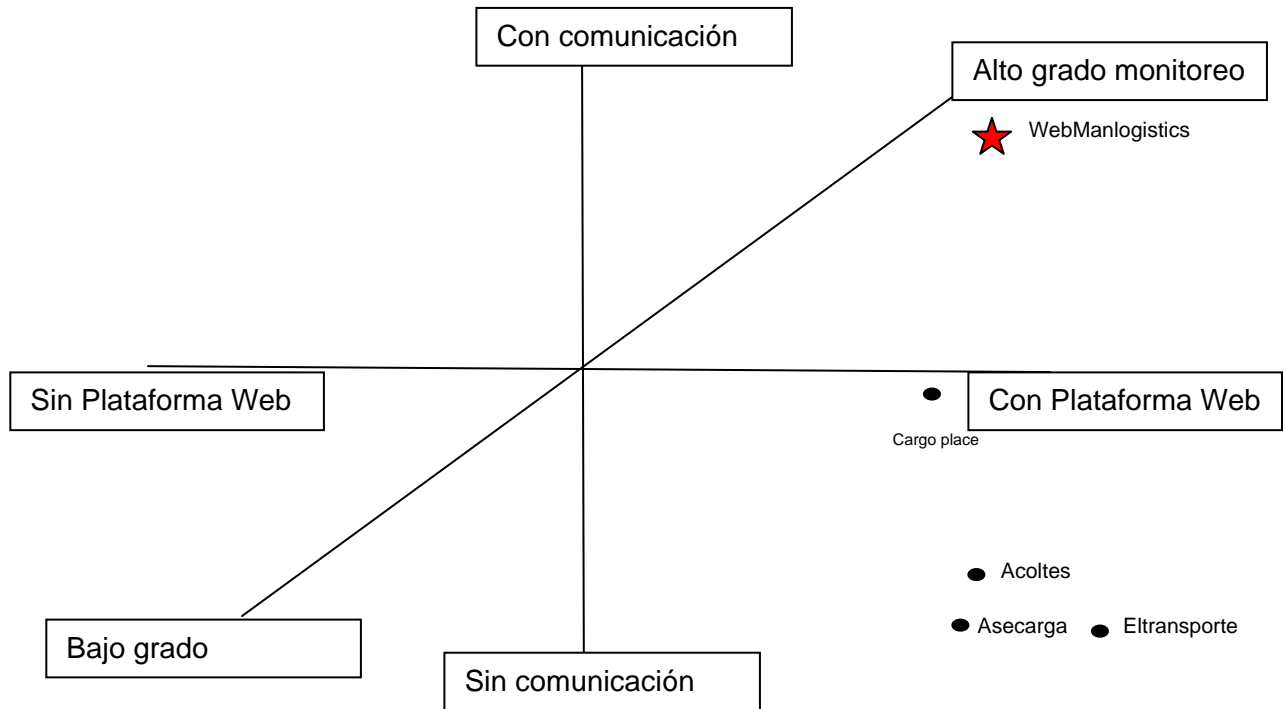 Con comunicación
Alto grado monitoreo
WebManlogistics
Sin Plataforma Web
Con Plataforma Web
Cargo place
Acoltes
Asecarga
Eltransporte
Bajo grado
Sin comunicación